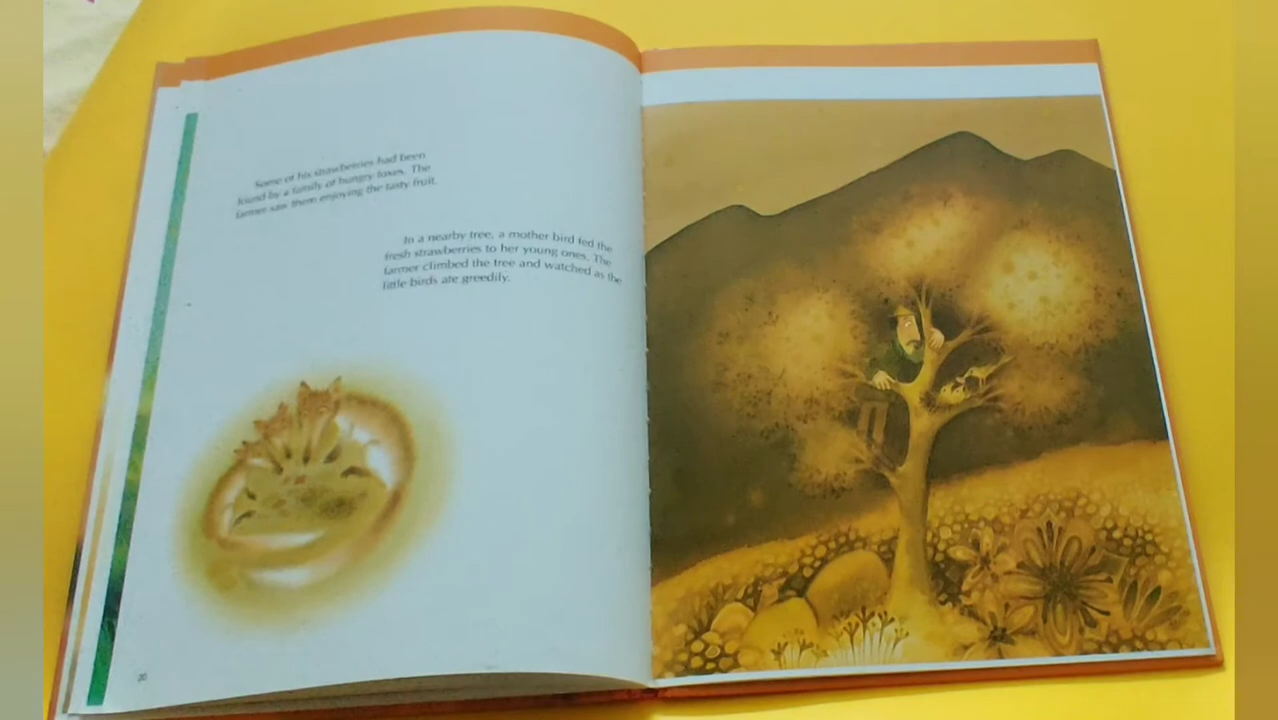 Some of his strawberries had been
found by a family of hungry foxes. The
farmer saw them enjoying the tasty fruit.
In a nearby tree, a mother bird fed the
fresh strawberries to her young ones. The
farmer climbed the tree and watched as the
little birds ate greedily.
20